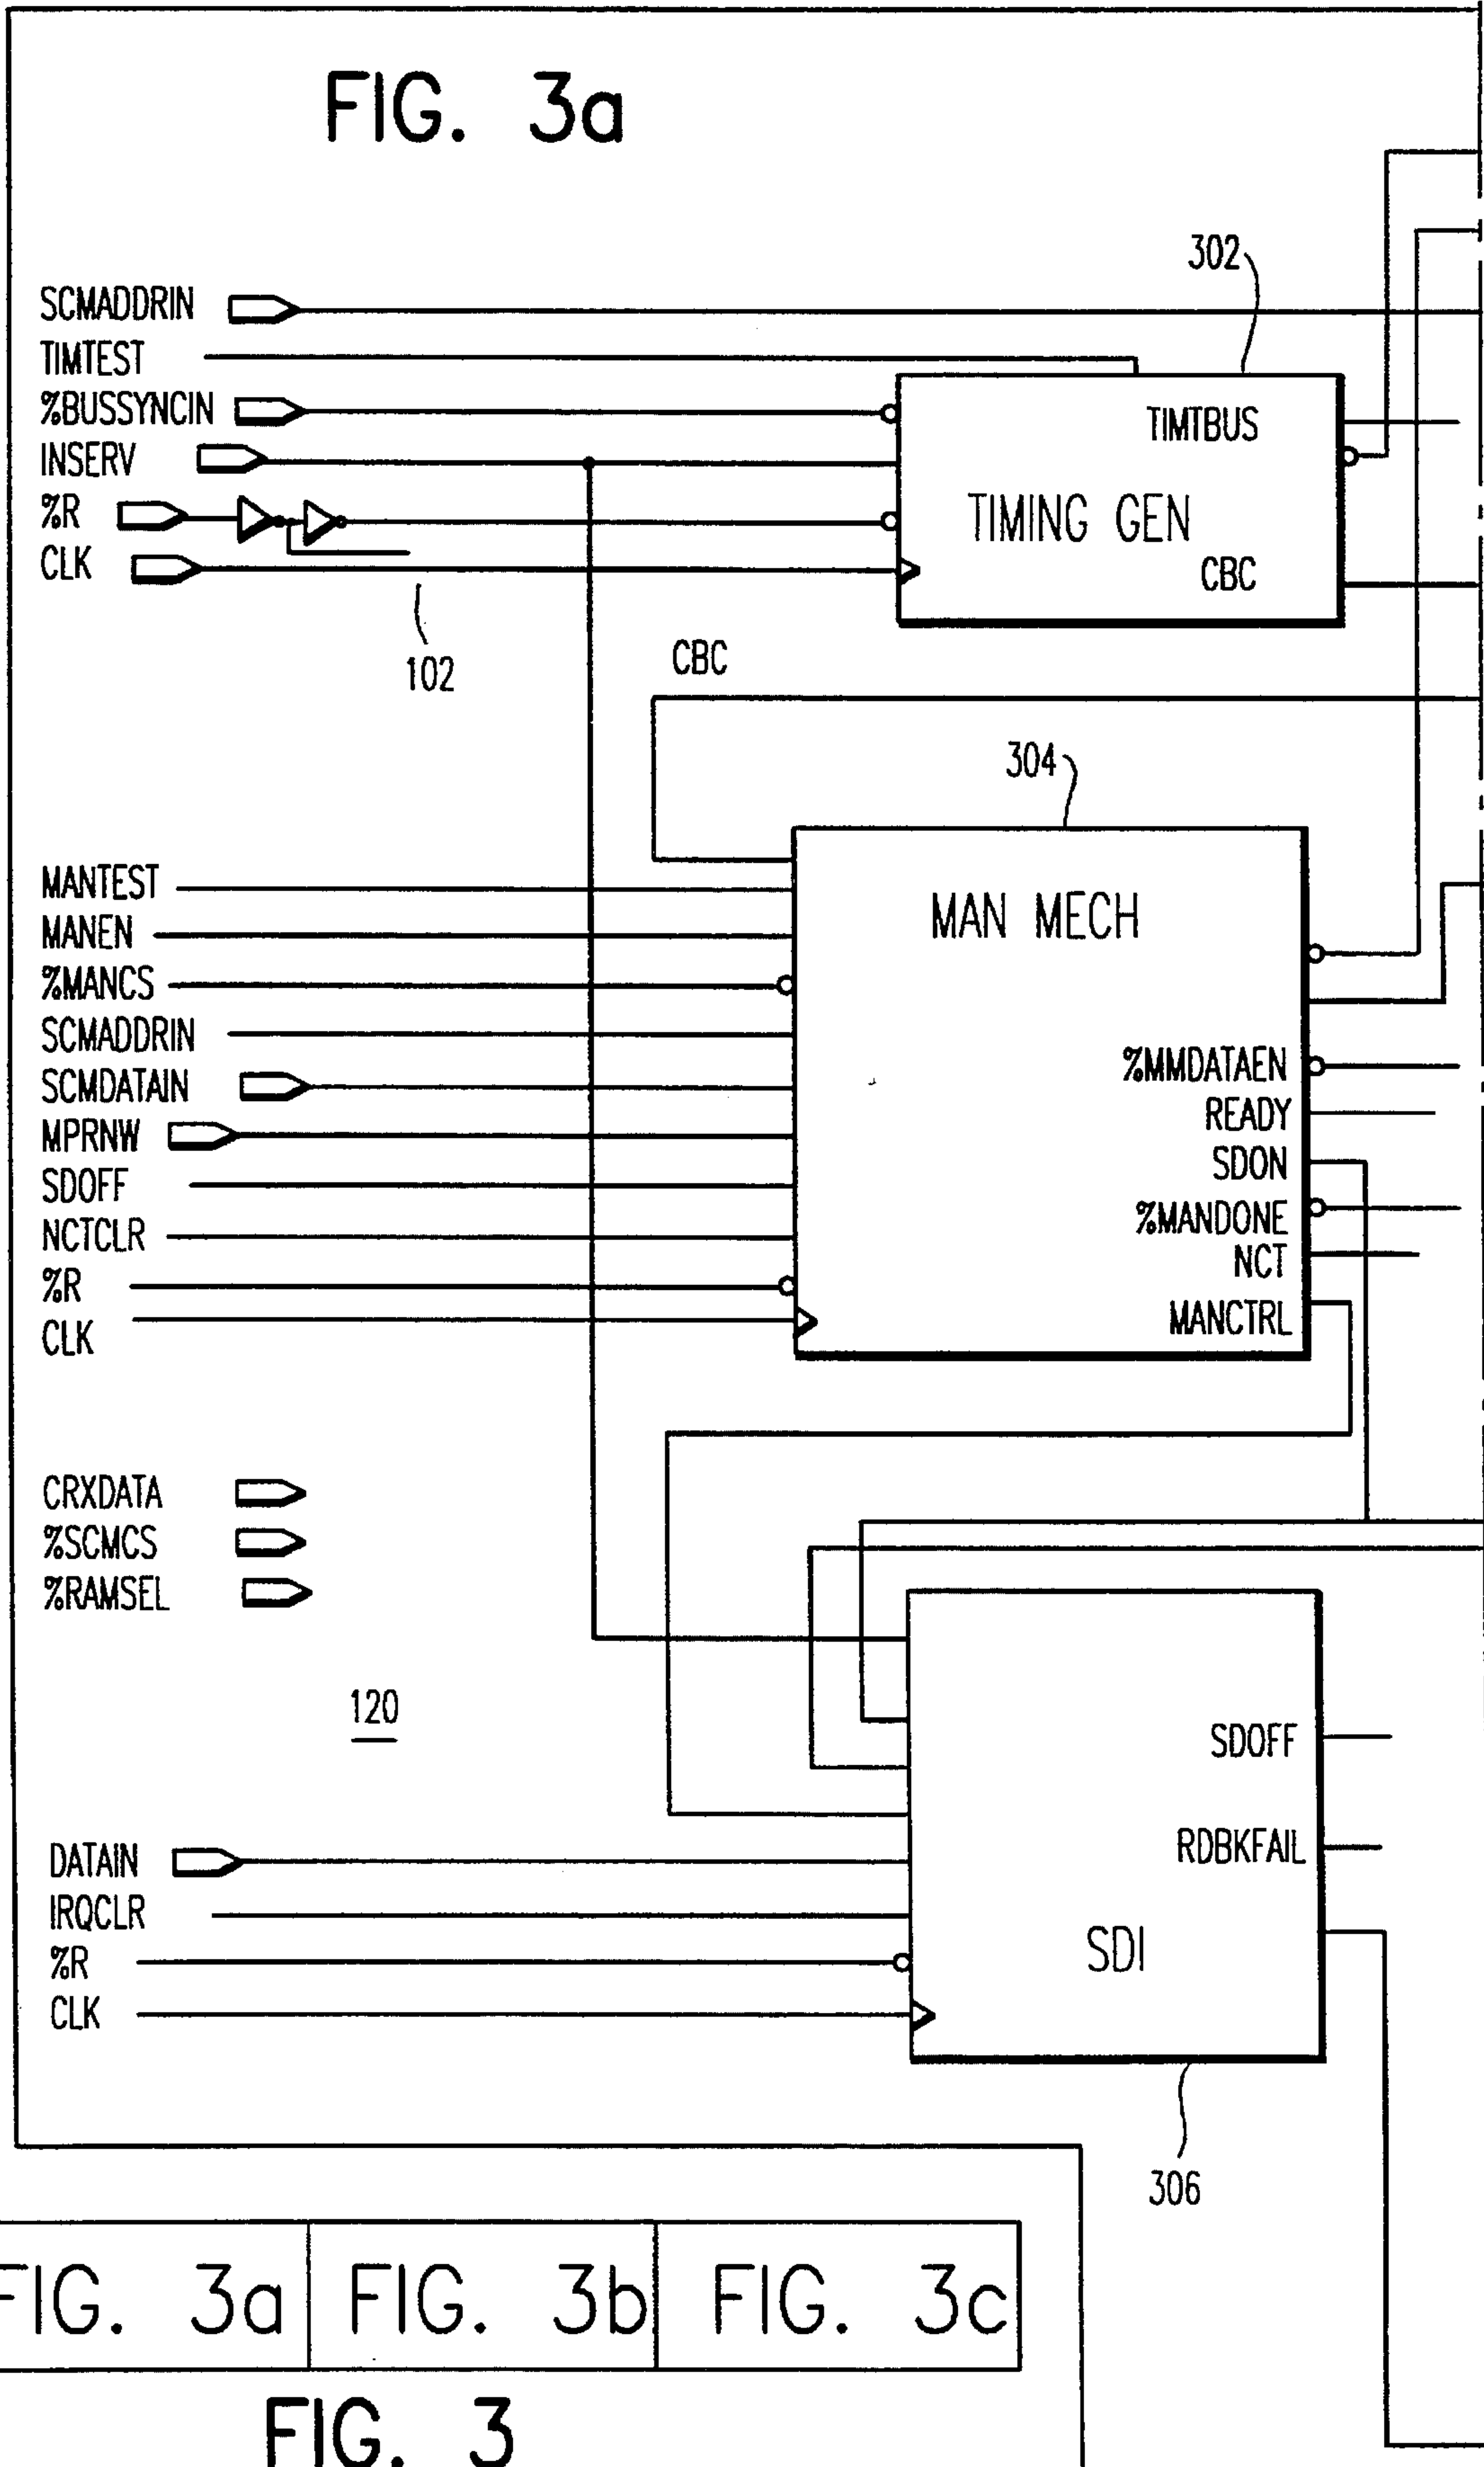 FIG. 3a
302
SCMADDRIN
TIMTEST
%BUSSYNCIN
INSERV
%R
CLK
TIMTBUS
TIMING GEN
CBC
102
CBC
304
MANTEST
MANEN
%MANCS
SCMADDRIN
SCMDATAIN
MPRNW
SDOFF
NCTCLR
%R
CLK
MAN MECH
%MMDATAEN
READY
SDON
%MANDONE
NCT
MANCTRL
CRXDATA
%SCMCS
%RAMSEL
120
SDOFF
RDBKFAIL
SDI
DATAIN
IRQCLR
%R
CLK
306
FIG. 3a FIG. 3b FIG. 3c
FIG. 3